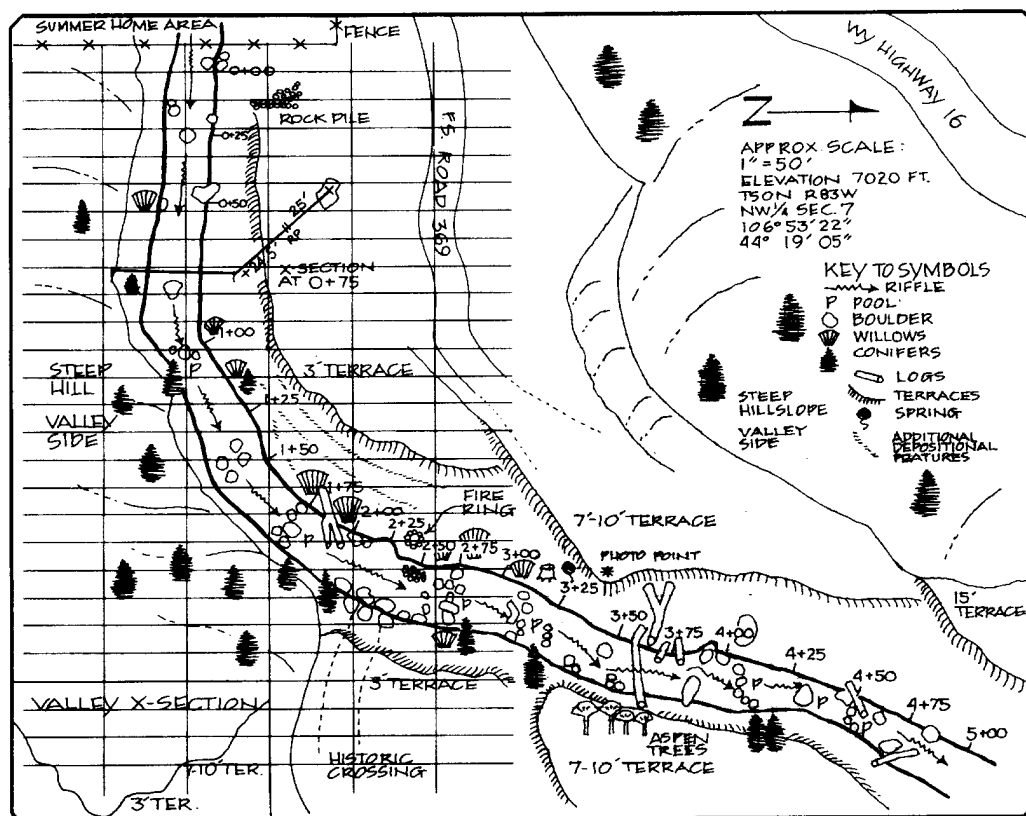 SUMMER HOME AREA
FENCE
0+00
ROCK PILE
0+25
0+50
25'
RP
X-SECTION
AT 0+75
F.S. ROAD 369
WY HIGHWAY 16
N
APPROX. SCALE:
1" = 50'
ELEVATION 7020 FT.
T50N R83W
NW ¼ SEC. 7
106° 53' 22"
44° 19' 05"
KEY TO SYMBOLS
RIFFLE
P POOL
BOULDER
WILLOWS
CONIFERS
LOGS
TERRACES
SPRING
ADDITIONAL
DEPOSITIONAL
FEATURES
STEEP
HILLSLOPE
VALLEY
SIDE
1+00
P
3' TERRACE
STEEP
HILL
VALLEY
SIDE
1+25
1+50
1+75
2+00
2+25
FIRE
RING
P
2+50
2+75
3+00
3+25
7'-10' TERRACE
PHOTO POINT
15'
TERRACE
P
P
3+50
3+75
4+00
4+25
4+50
4+75
5+00
P
P
P
3' TERRACE
VALLEY X-SECTION
7-10' TER.
3' TER.
HISTORIC
CROSSING
ASPEN
TREES
7-10' TERRACE